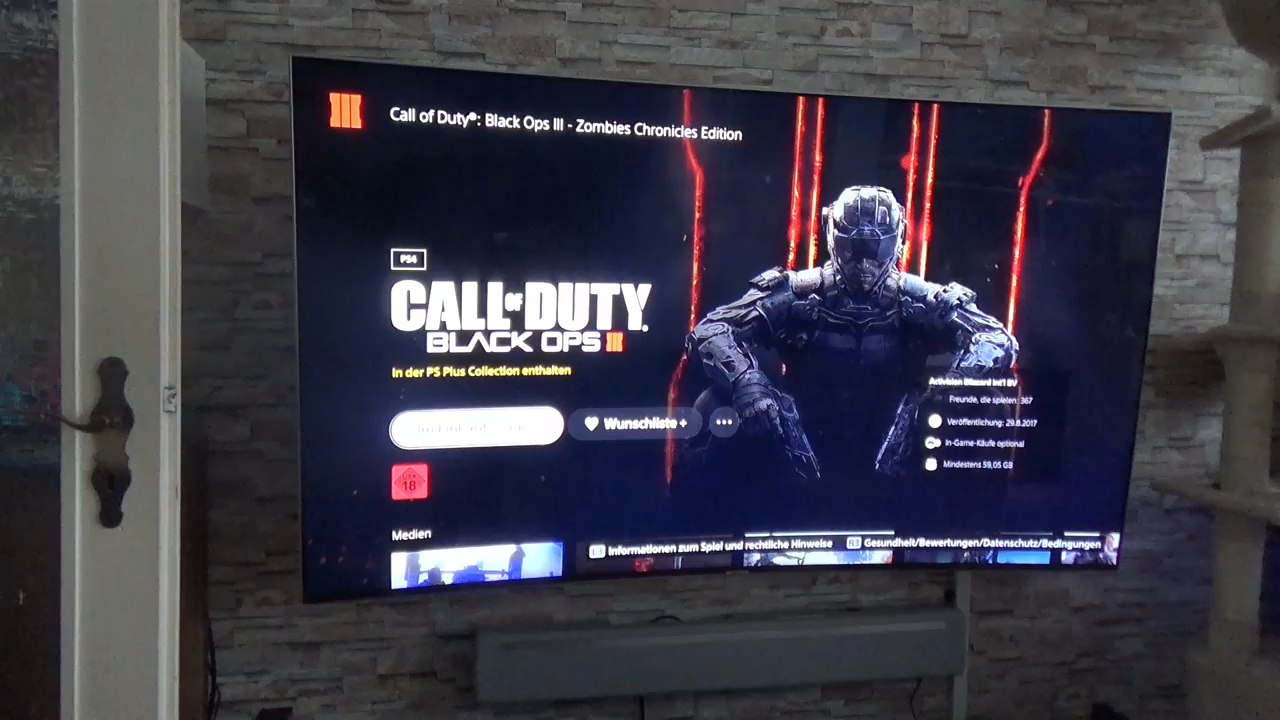 Call of Duty®: Black Ops III - Zombies Chronicles Edition
PS4
CALL OF DUTY
BLACK OPS III
In der PS Plus Collection enthalten
Wunschliste +
18
Activision Blizzard Int'l BV
Freunde, die spielen: 367
Veröffentlichung: 29.8.2017
In-Game-Käufe optional
Mindestens 59,05 GB
Medien
L3 Informationen zum Spiel und rechtliche Hinweise
R3 Gesundheit/Bewertungen/Datenschutz/Bedingungen